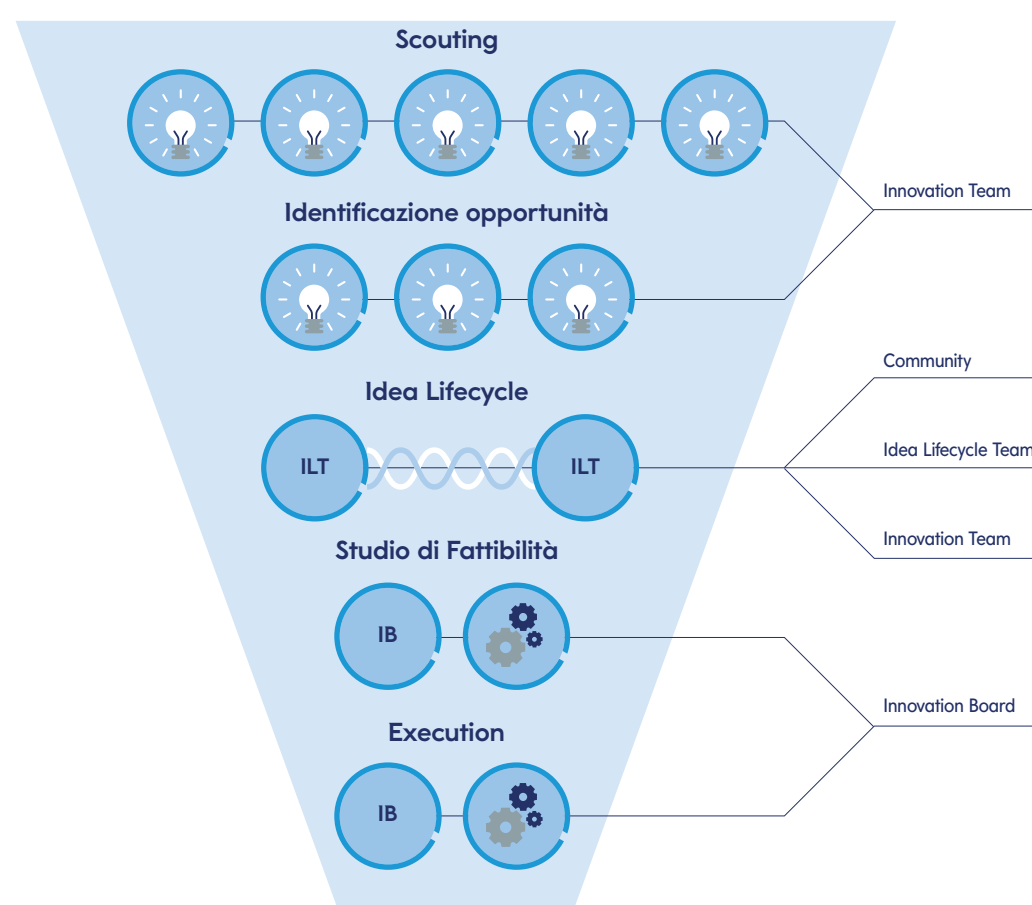 Scouting
Innovation Team
Identificazione opportunità
Community
Idea Lifecycle
Idea Lifecycle Team
ILT
ILT
Innovation Team
Studio di Fattibilità
IB
Innovation Board
Execution
IB